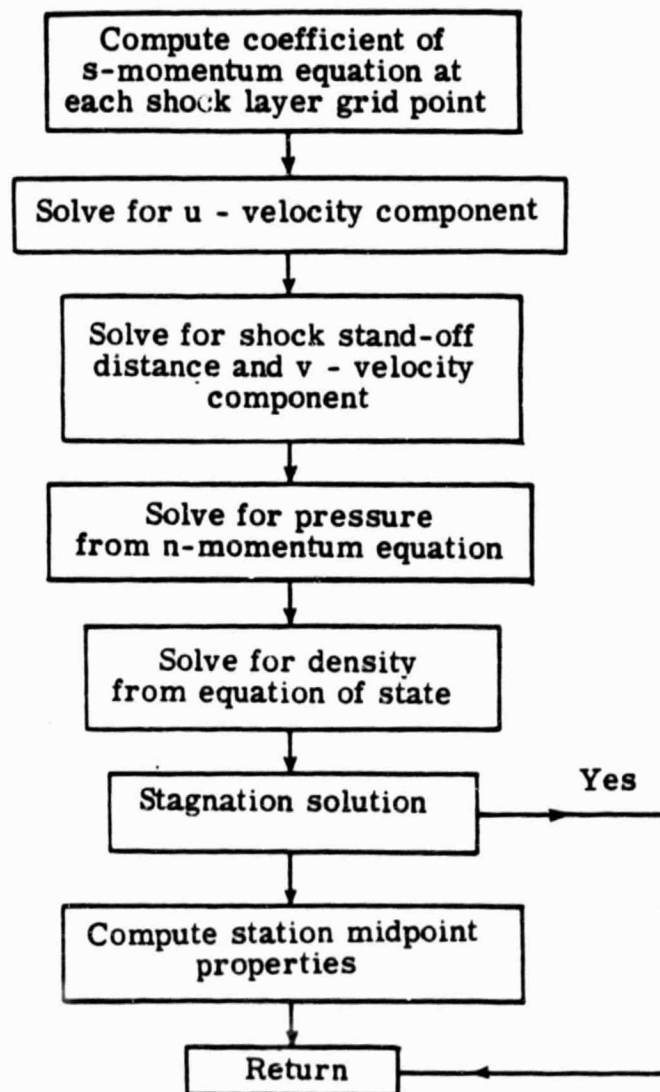 Compute coefficient of
s-momentum equation at
each shock layer grid point
Solve for u - velocity component
Solve for shock stand-off
distance and v - velocity
component
Solve for pressure
from n-momentum equation
Solve for density
from equation of state
Stagnation solution
Yes
Compute station midpoint
properties
Return